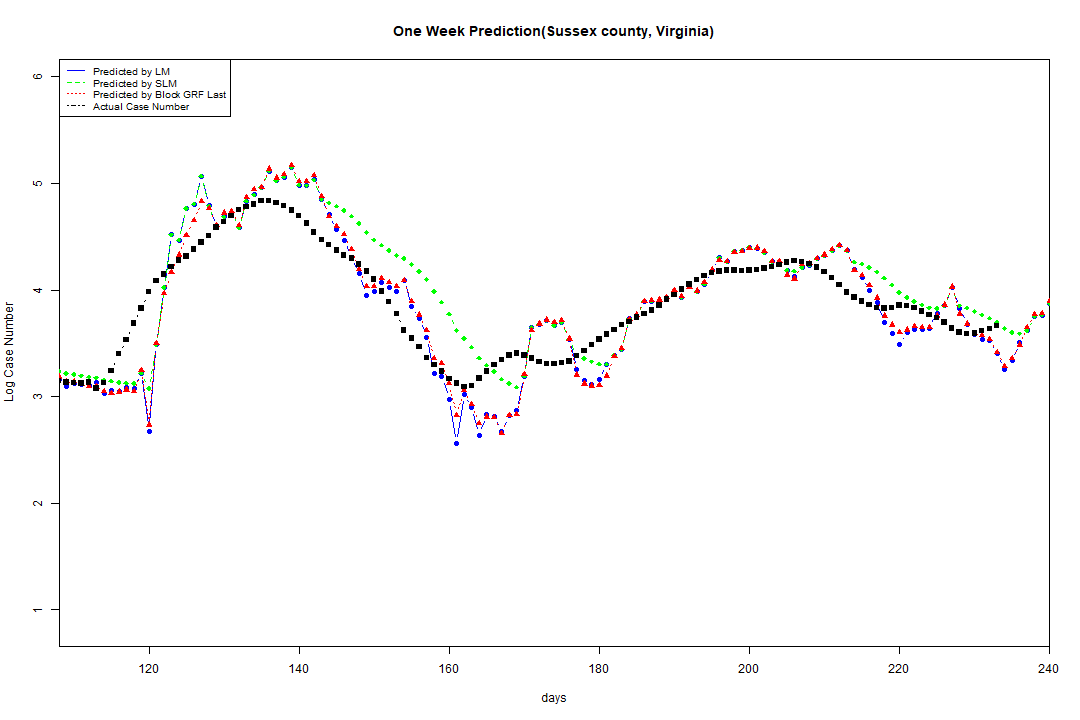 One Week Prediction(Sussex county, Virginia)
Predicted by LM
Predicted by SLM
Predicted by Block GRF Last
Actual Case Number
6
5
4
3
2
1
Log Case Number
120 140 160 180 200 220 240
days